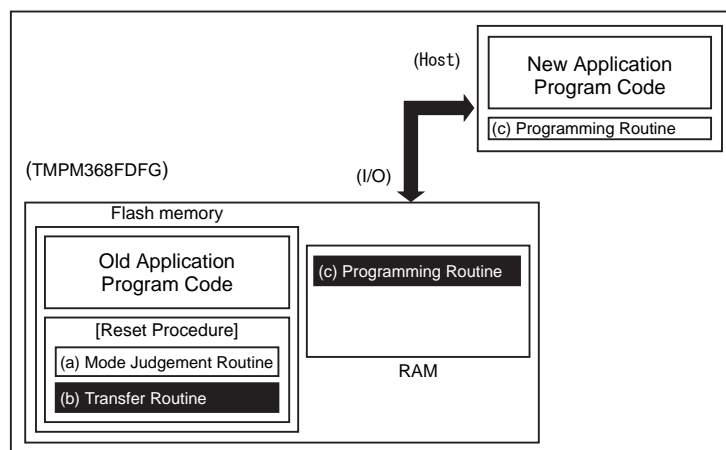 (Host)
New Application
Program Code
(c) Programming Routine
(TMPM368FDFG)
(I/O)
Flash memory
Old Application
Program Code
[Reset Procedure]
(a) Mode Judgement Routine
(b) Transfer Routine
(c) Programming Routine
RAM